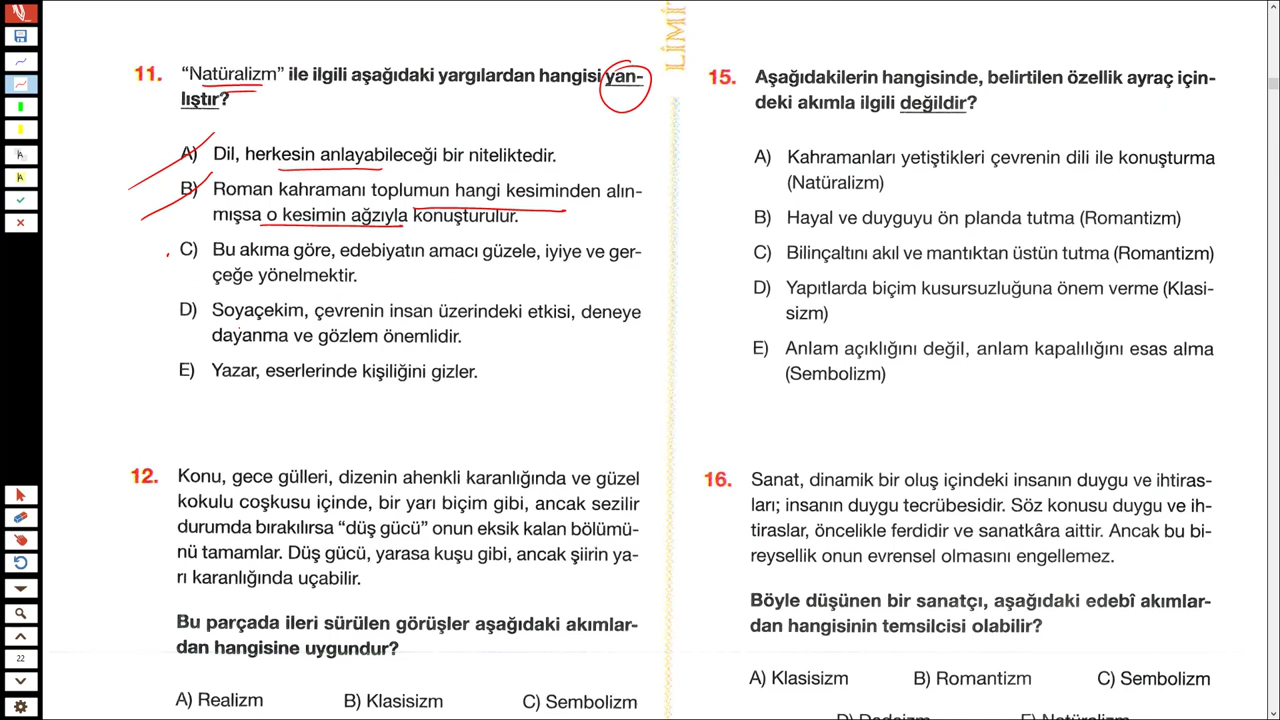 11. “Natüralizm” ile ilgili aşağıdaki yargılardan hangisi yan-
lıştır?
A) Dil, herkesin anlayabileceği bir niteliktedir.
B) Roman kahramanı toplumun hangi kesiminden alın-
mışsa o kesimin ağzıyla konuşturulur.
C) Bu akıma göre, edebiyatın amacı güzele, iyiye ve ger-
çeğe yönelmektir.
D) Soyaçekim, çevrenin insan üzerindeki etkisi, deneye
dayanma ve gözlem önemlidir.
E) Yazar, eserlerinde kişiliğini gizler.
12. Konu, gece gülleri, dizenin ahenkli karanlığında ve güzel
kokulu coşkusu içinde, bir yarı biçim gibi, ancak sezilir
durumda bırakılırsa “düş gücü” onun eksik kalan bölümü-
nü tamamlar. Düş gücü, yarasa kuşu gibi, ancak şiirin ya-
rı karanlığında uçabilir.
Bu parçada ileri sürülen görüşler aşağıdaki akımlar-
dan hangisine uygundur?
A) Realizm B) Klasisizm C) Sembolizm
LİMİT
15. Aşağıdakilerin hangisinde, belirtilen özellik ayraç için-
deki akımla ilgili değildir?
A) Kahramanları yetiştikleri çevrenin dili ile konuşturma
(Natüralizm)
B) Hayal ve duyguyu ön planda tutma (Romantizm)
C) Bilinçaltını akıl ve mantıktan üstün tutma (Romantizm)
D) Yapıtlarda biçim kusursuzluğuna önem verme (Klasi-
sizm)
E) Anlam açıklığını değil, anlam kapalılığını esas alma
(Sembolizm)
16. Sanat, dinamik bir oluş içindeki insanın duygu ve ihtiras-
ları; insanın duygu tecrübesidir. Söz konusu duygu ve ih-
tiraslar, öncelikle ferdidir ve sanatkâra aittir. Ancak bu bi-
reysellik onun evrensel olmasını engellemez.
Böyle düşünen bir sanatçı, aşağıdaki edebî akımlar-
dan hangisinin temsilcisi olabilir?
A) Klasisizm B) Romantizm C) Sembolizm
D) Dadaizm E) Natüralizm
22